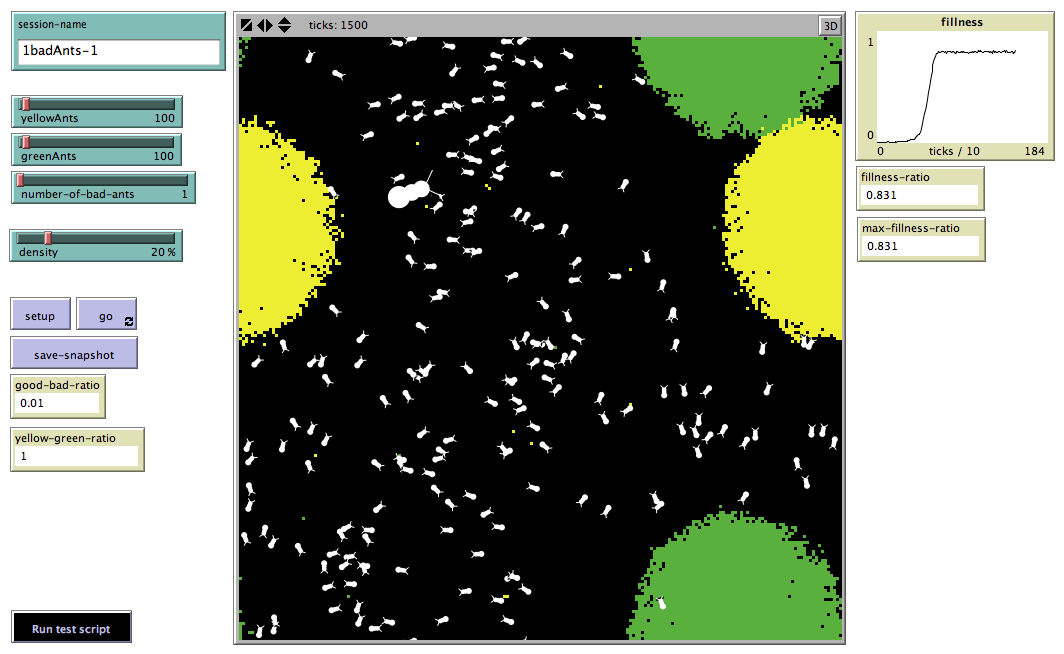 session-name
1badAnts-1
yellowAnts 100
greenAnts 100
number-of-bad-ants 1
density 20 %
setup go
save-snapshot
good-bad-ratio
0.01
yellow-green-ratio
1
Run test script
ticks: 1500 3D
fillness
1
0
0 ticks / 10 184
fillness-ratio
0.831
max-fillness-ratio
0.831